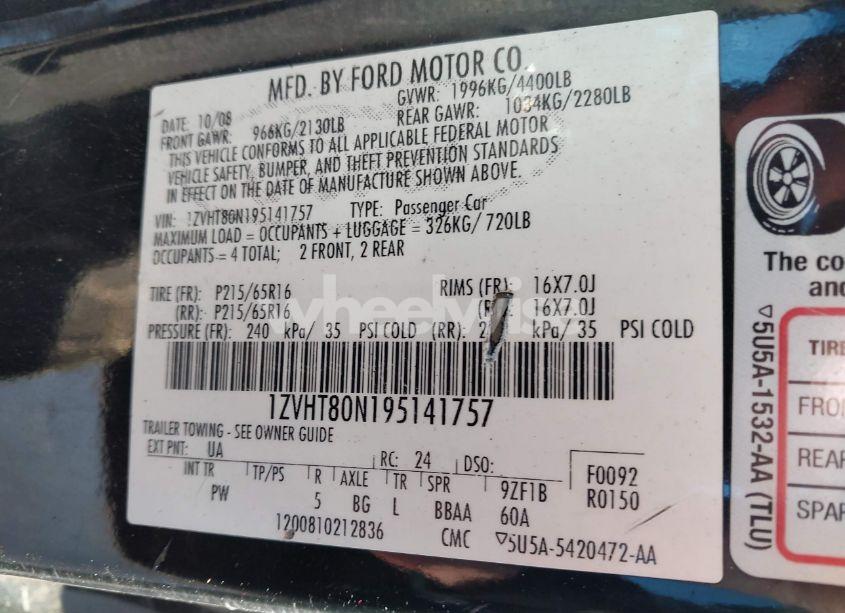 MFD. BY FORD MOTOR CO.
DATE: 10/08 GVWR: 1996KG/4400LB
FRONT GAWR: 966KG/2130LB REAR GAWR: 1034KG/2280LB
THIS VEHICLE CONFORMS TO ALL APPLICABLE FEDERAL MOTOR
VEHICLE SAFETY, BUMPER, AND THEFT PREVENTION STANDARDS
IN EFFECT ON THE DATE OF MANUFACTURE SHOWN ABOVE.
VIN: 1ZVHT80N195141757 TYPE: Passenger Car
MAXIMUM LOAD = OCCUPANTS + LUGGAGE = 326KG/ 720LB
OCCUPANTS = 4 TOTAL; 2 FRONT, 2 REAR
TIRE (FR): P215/65R16 RIMS (FR): 16X7.0J
(RR): P215/65R16 16X7.0J
PRESSURE (FR): 240 kPa/ 35 PSI COLD (RR): kPa/ 35 PSI COLD
wheelwise
1ZVHT80N195141757
TRAILER TOWING - SEE OWNER GUIDE
EXT PNT: UA RC: 24 DSO: F0092
INT TR TP/PS R AXLE TR SPR 9ZF1B R0150
PW 5 BG L BBAA 60A
1200810212836 CMC ▽5U5A-5420472-AA
The co
and
TIRE
FRO
REAR
SPAR
▽5U5A-1532-AA (TLU)